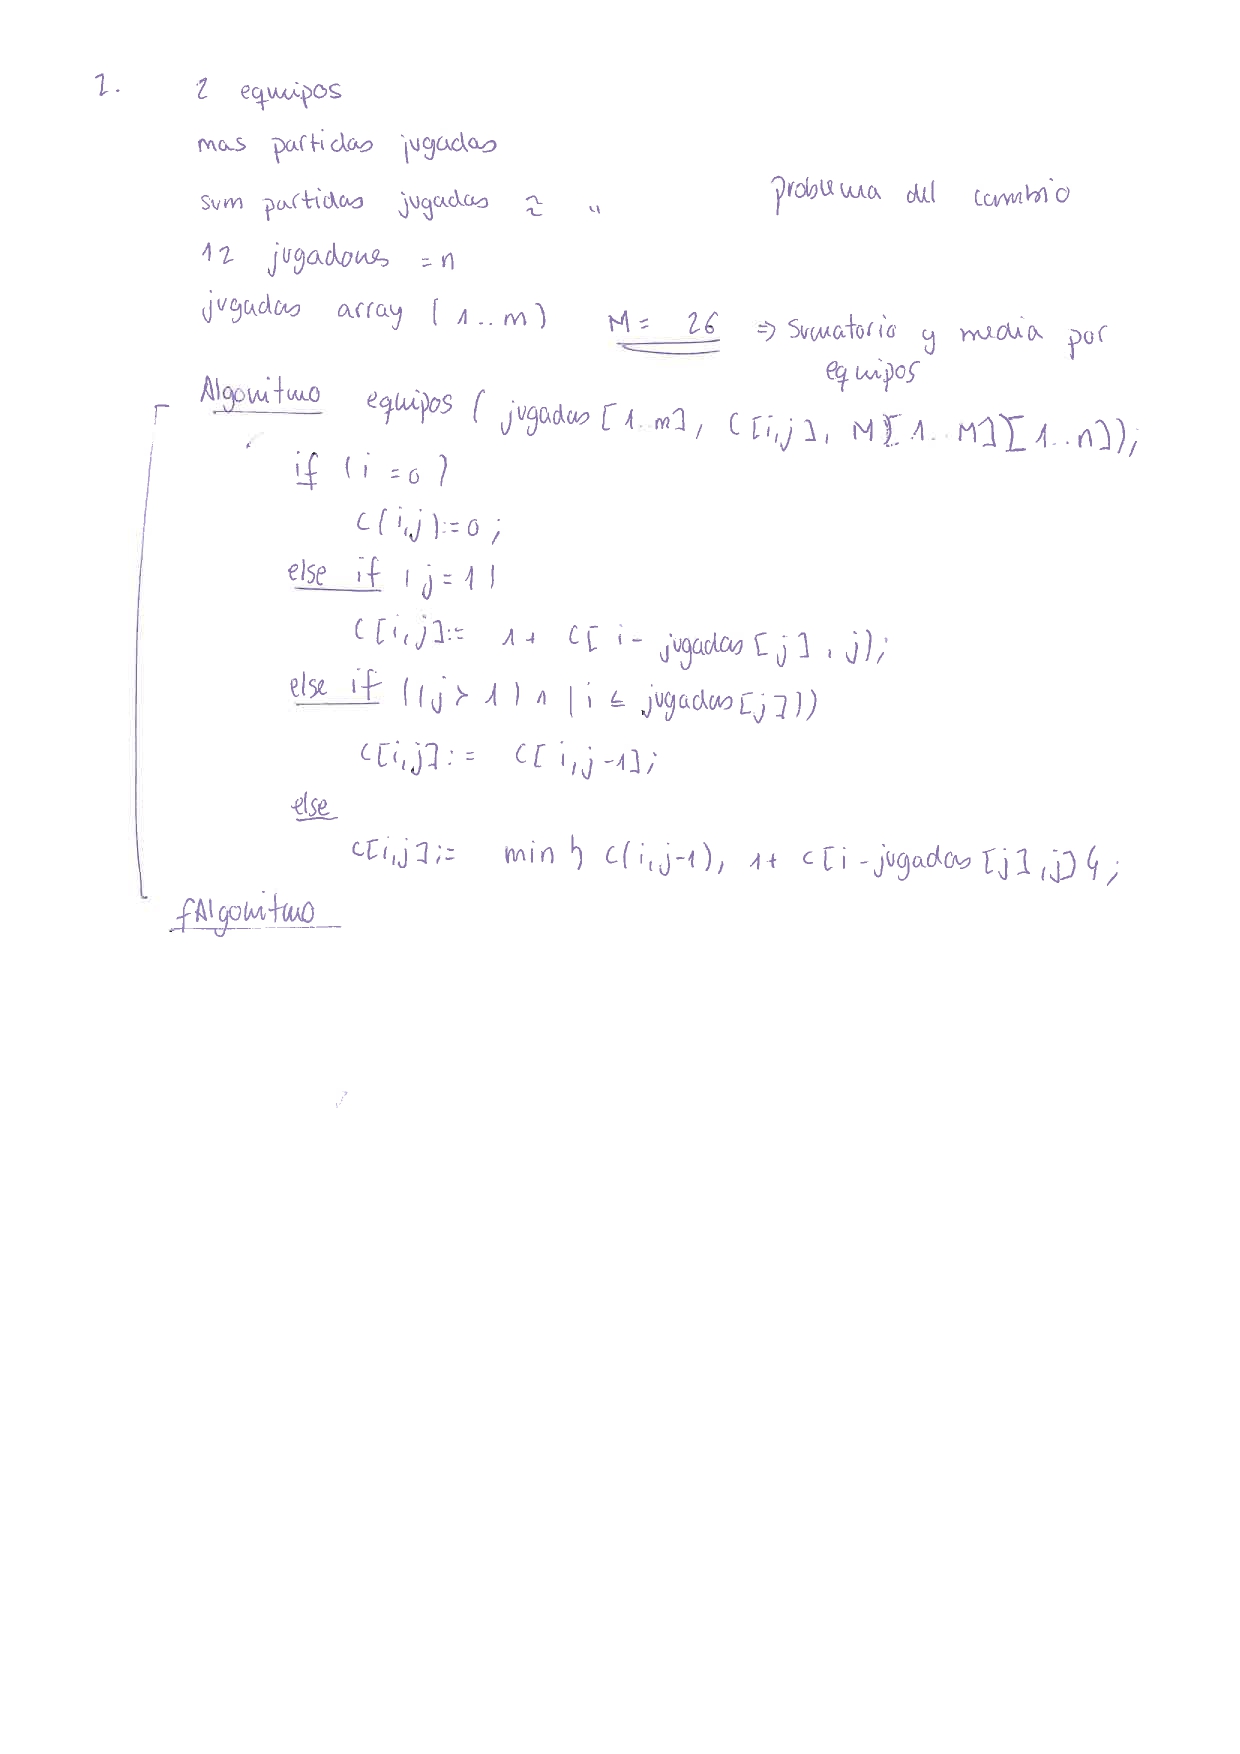 1. 2 equipos
mas partidas jugadas
sum partidas jugadas ≈ "
problema del cambio
12 jugadores = n
jugadas array (1..m) M = 26 => Sumatorio y media por
equipos
Algoritmo equipos ( jugadas [1..m], C[i,j], M[1..M][1..n]);
if (i = 0)
C(i,j):=0;
else if (j=1)
C[i,j]:= 1 + C[i - jugadas[j], j);
else if ((j > 1) ∧ (i ≤ jugadas[j]))
C[i,j]:= C[i,j-1];
else
C[i,j]:= min { C(i,j-1), 1+ C[i - jugadas[j],j] };
fAlgoritmo